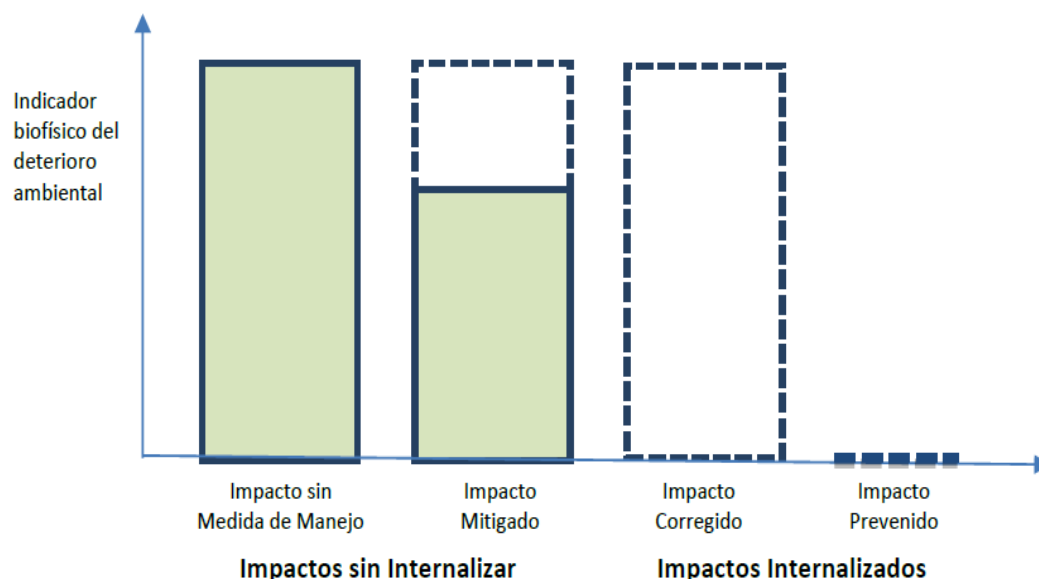 Indicador
biofísico del
deterioro
ambiental
Impacto sin
Medida de Manejo
Impacto
Mitigado
Impacto
Corregido
Impacto
Prevenido
Impactos sin Internalizar
Impactos Internalizados